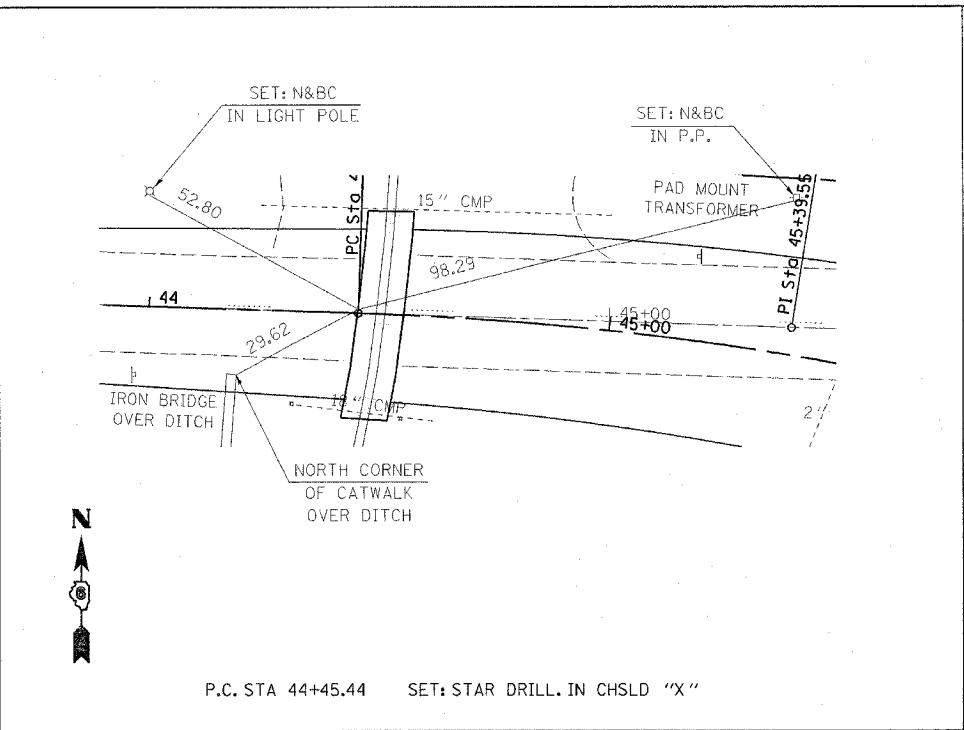 SET: N&BC
IN LIGHT POLE
SET: N&BC
IN P.P.
52.80
PC Sta
15" CMP
PAD MOUNT
TRANSFORMER
PI Sta 45+39.55
98.29
44
45+00
45+00
29.62
IRON BRIDGE
OVER DITCH
CMP
2'
NORTH CORNER
OF CATWALK
OVER DITCH
N
6
P.C. STA 44+45.44 SET: STAR DRILL. IN CHSLD "X"